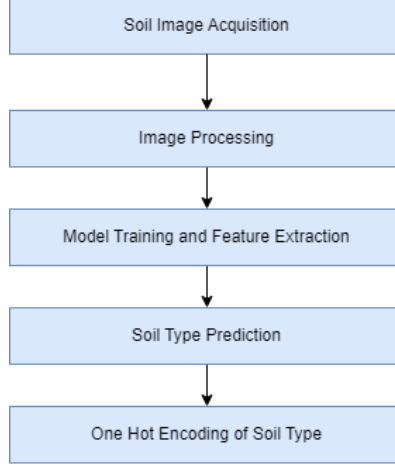 Soil Image Acquisition
Image Processing
Model Training and Feature Extraction
Soil Type Prediction
One Hot Encoding of Soil Type